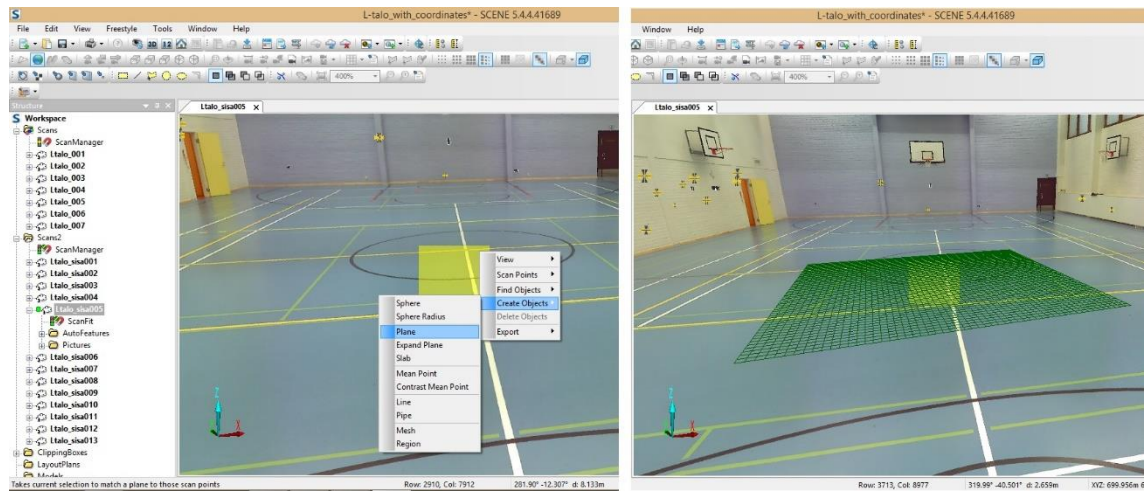 L-talo_with_coordinates* - SCENE 5.4.4.41689
File Edit View Freestyle Tools Window Help
400%
Structure
Ltalo_sisa005 x
Workspace
Scans
ScanManager
Ltalo_001
Ltalo_002
Ltalo_003
Ltalo_004
Ltalo_005
Ltalo_006
Ltalo_007
Scans2
ScanManager
Ltalo_sisa001
Ltalo_sisa002
Ltalo_sisa003
Ltalo_sisa004
Ltalo_sisa005
ScanFit
AutoFeatures
Pictures
Ltalo_sisa006
Ltalo_sisa007
Ltalo_sisa008
Ltalo_sisa009
Ltalo_sisa010
Ltalo_sisa011
Ltalo_sisa012
Ltalo_sisa013
ClippingBoxes
LayoutPlans
Models
View
Scan Points
Find Objects
Create Objects
Delete Objects
Export
Sphere
Sphere Radius
Plane
Expand Plane
Slab
Mean Point
Contrast Mean Point
Line
Pipe
Mesh
Region
Z
X
Takes current selection to match a plane to those scan points
Row: 2910, Col: 7912 281.90° -12.307° d: 8.133m
L-talo_with_coordinates* - SCENE 5.4.4.41689
Window Help
400%
Ltalo_sisa005 x
Z
X
Row: 3713, Col: 8977 319.99° -40.501° d: 2.659m XYZ: 699.956m